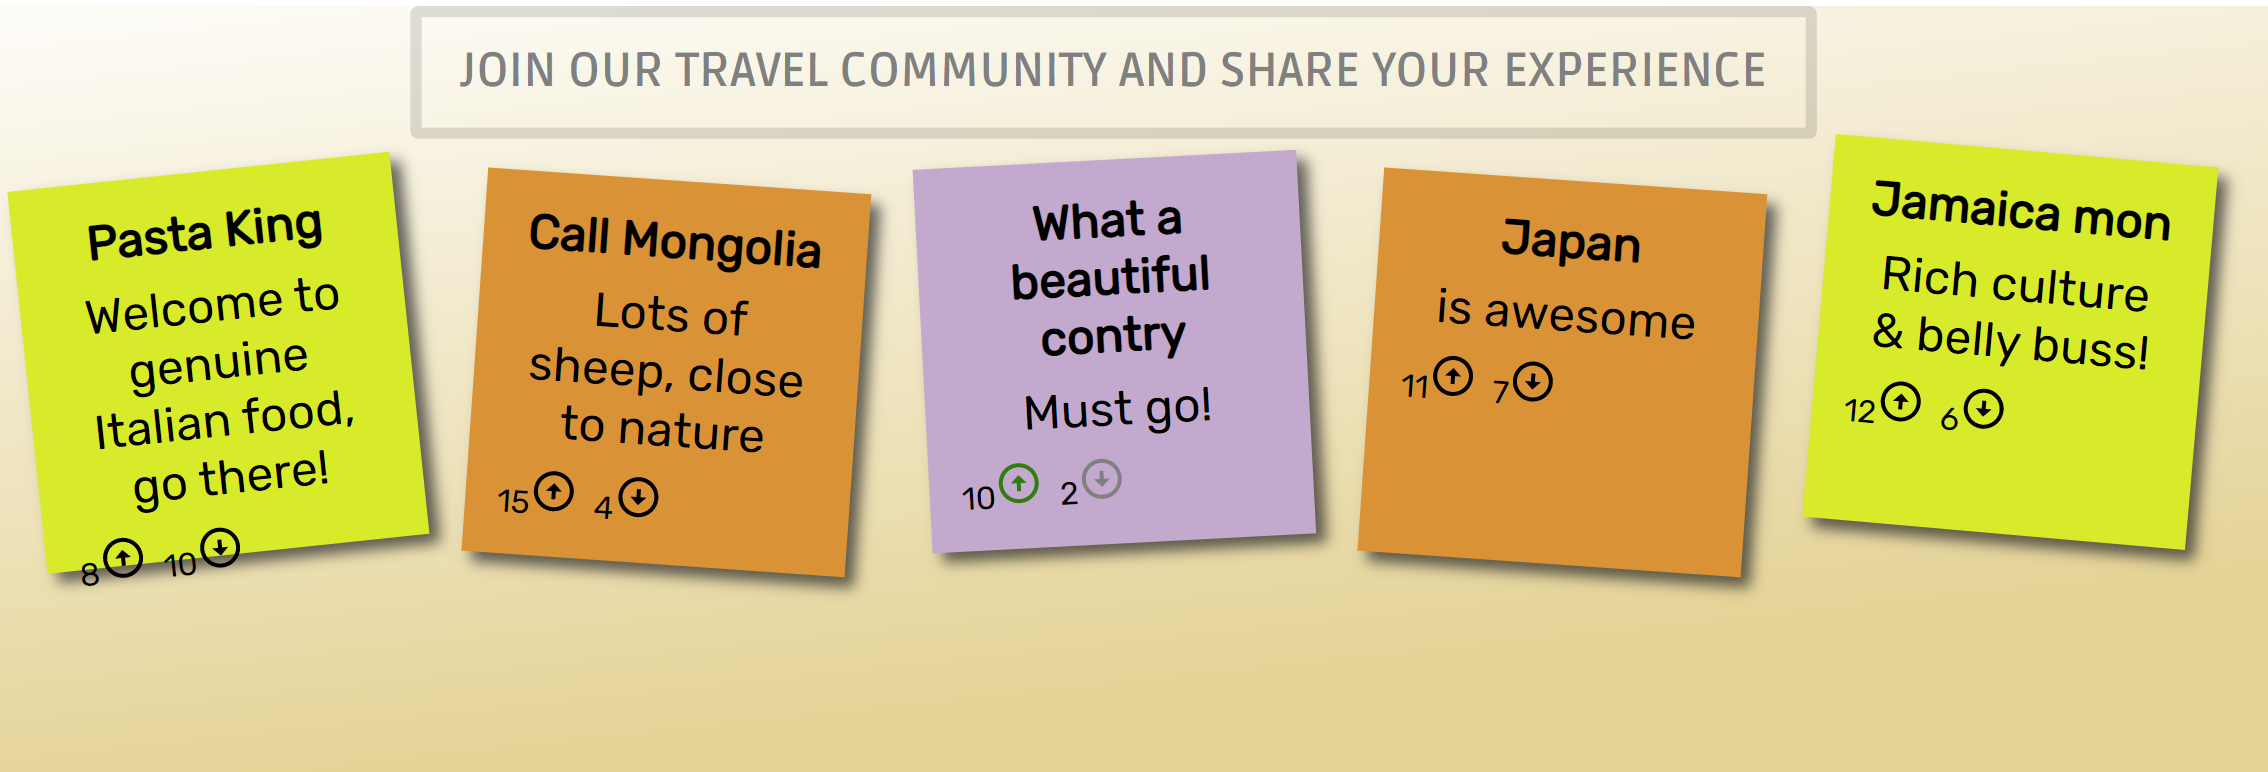 JOIN OUR TRAVEL COMMUNITY AND SHARE YOUR EXPERIENCE
Pasta King
Welcome to
genuine
Italian food,
go there!
8 10
Call Mongolia
Lots of
sheep, close
to nature
15 4
What a
beautiful
contry
Must go!
10 2
Japan
is awesome
11 7
Jamaica mon
Rich culture
& belly buss!
12 6